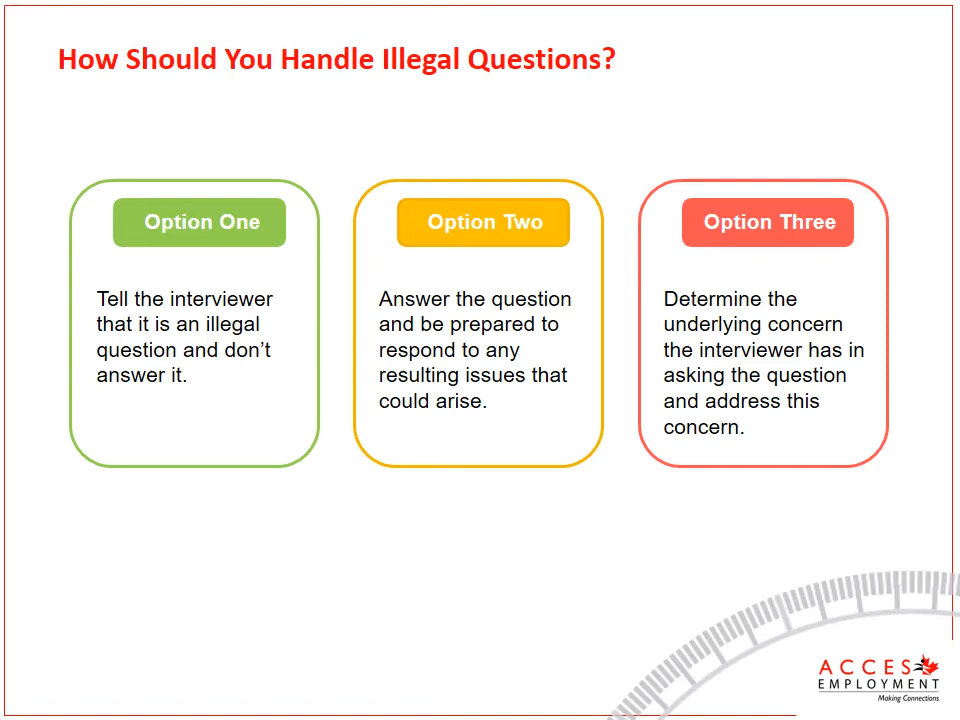 How Should You Handle Illegal Questions?
Option One
Tell the interviewer
that it is an illegal
question and don’t
answer it.
Option Two
Answer the question
and be prepared to
respond to any
resulting issues that
could arise.
Option Three
Determine the
underlying concern
the interviewer has in
asking the question
and address this
concern.
ACCES
EMPLOYMENT
Making Connections